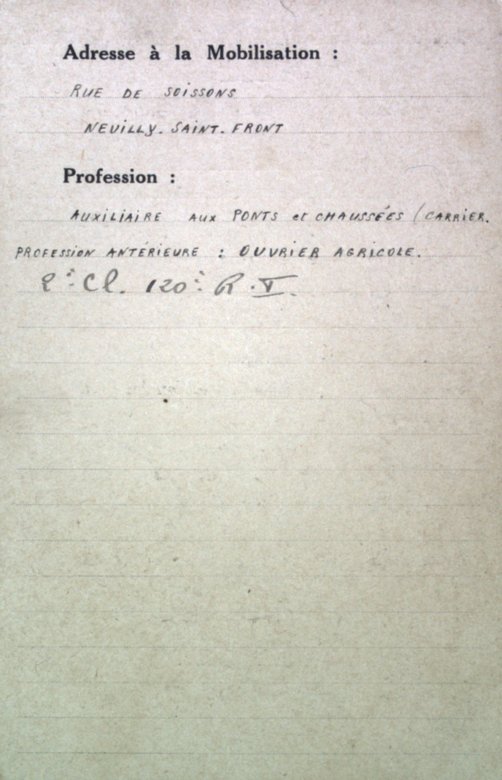 Adresse à la Mobilisation :
RUE DE SOISSONS
NEUILLY. SAINT. FRONT
Profession :
AUXILIAIRE AUX PONTS et CHAUSSÉES (CARRIER.
PROFESSION ANTÉRIEURE : OUVRIER AGRICOLE.
2e Cl. 120e R.